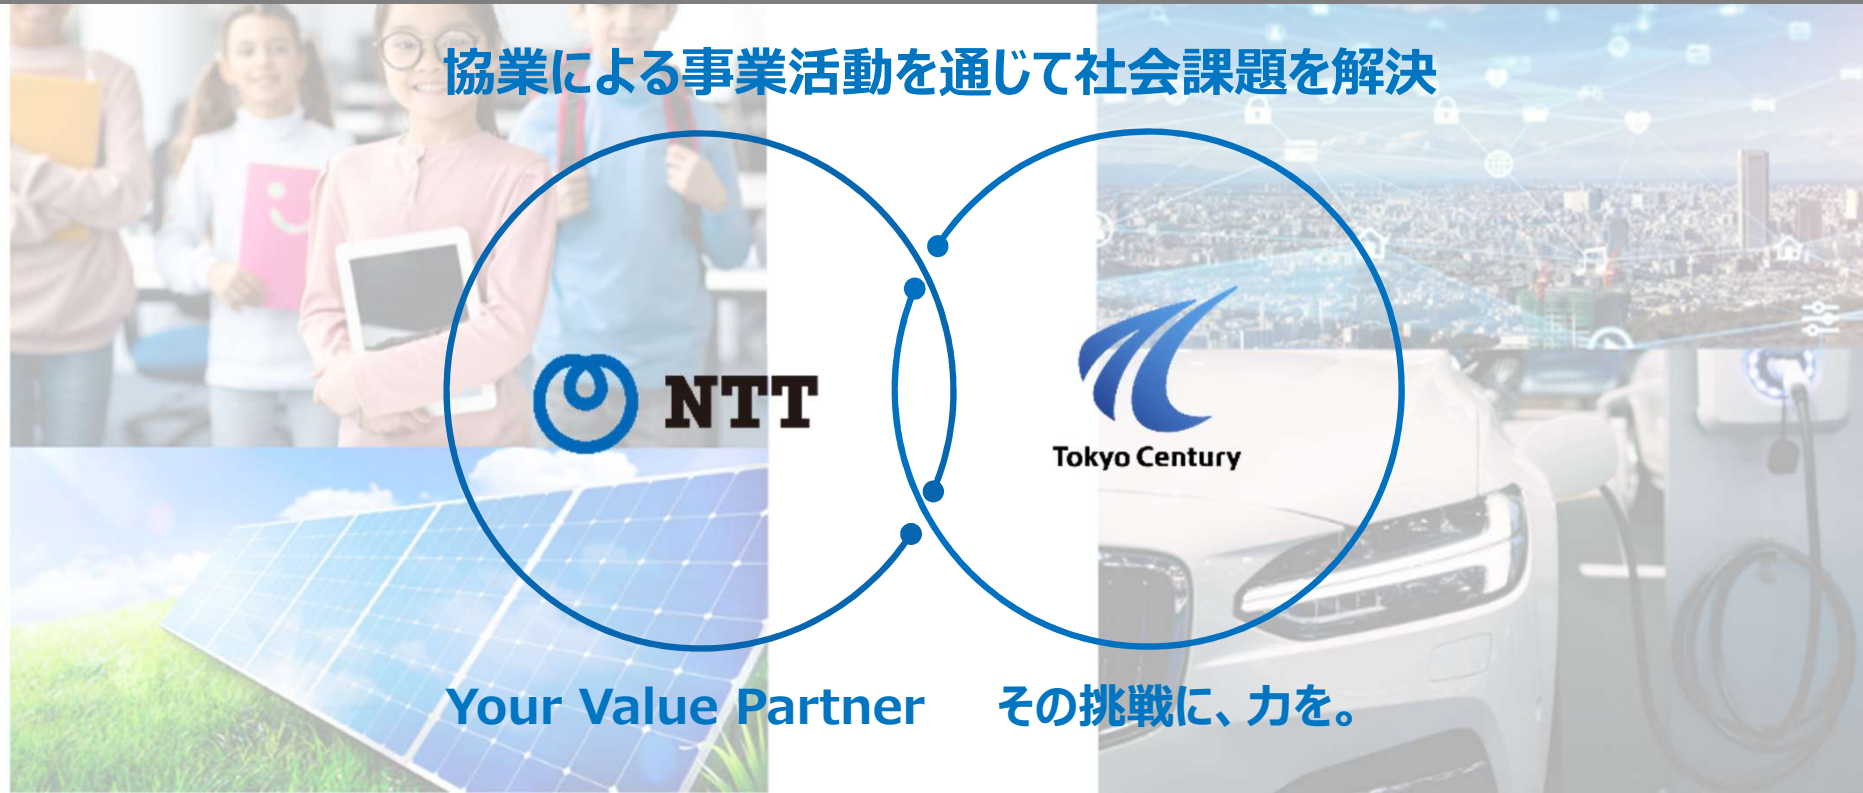 協業による事業活動を通じて社会課題を解決
NTT
Tokyo Century
Your Value Partner
その挑戦に、力を。